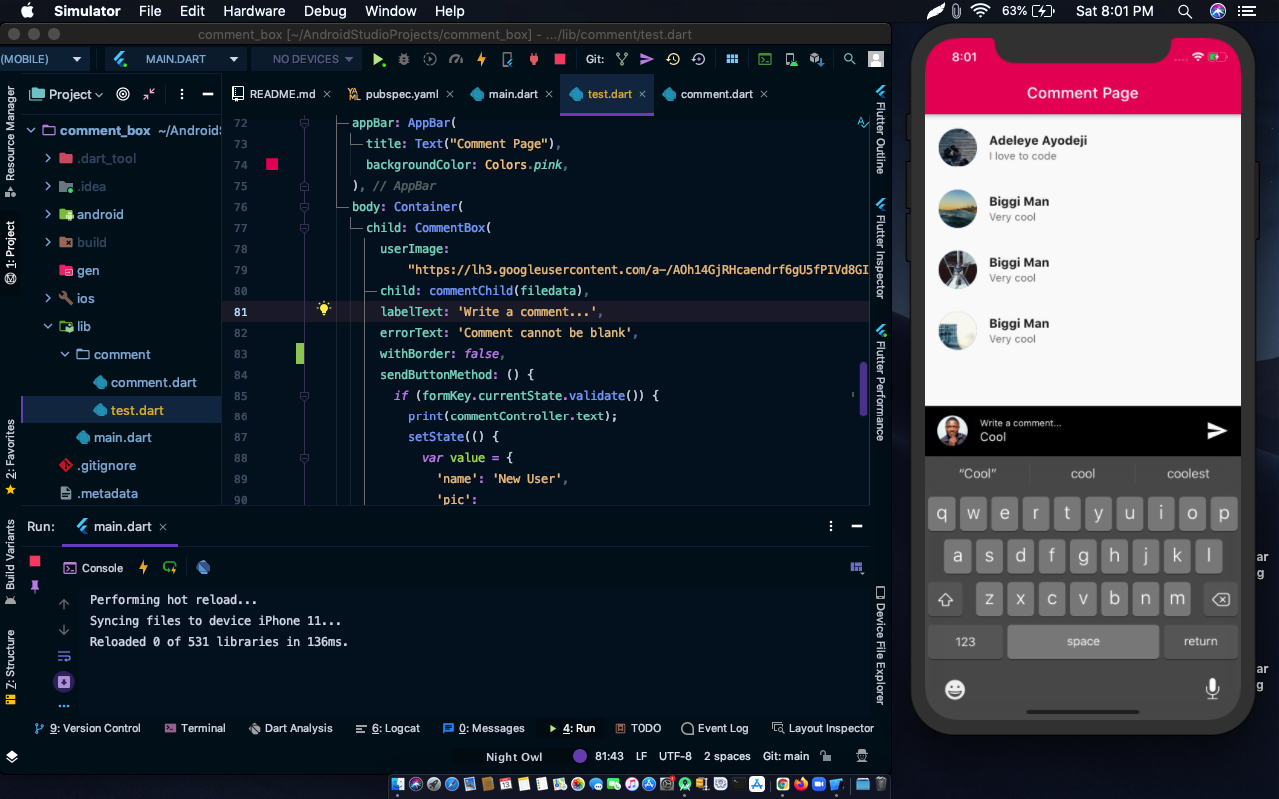 Simulator File Edit Hardware Debug Window Help 63% Sat 8:01 PM
comment_box [~/AndroidStudioProjects/comment_box] - .../lib/comment/test.dart
(MOBILE) MAIN.DART NO DEVICES Git:
Project README.md pubspec.yaml main.dart test.dart comment.dart
comment_box ~/Android
.dart_tool
.idea
android
build
gen
ios
lib
comment
comment.dart
test.dart
main.dart
.gitignore
.metadata
72 appBar: AppBar(
73 title: Text("Comment Page"),
74 backgroundColor: Colors.pink,
75 ), // AppBar
76 body: Container(
77 child: CommentBox(
78 userImage:
79 "https://lh3.googleusercontent.com/a-/AOh14GjRHcaendrf6gU5fPIVd8GI
80 child: commentChild(filedata),
81 labelText: 'Write a comment...',
82 errorText: 'Comment cannot be blank',
83 withBorder: false,
84 sendButtonMethod: () {
85 if (formKey.currentState.validate()) {
86 print(commentController.text);
87 setState(() {
88 var value = {
89 'name': 'New User',
90 'pic':
Resource Manager
1: Project
2: Favorites
Build Variants
7: Structure
Flutter Outline
Flutter Inspector
Flutter Performance
Device File Explorer
Run: main.dart
Console
Performing hot reload...
Syncing files to device iPhone 11...
Reloaded 0 of 531 libraries in 136ms.
9: Version Control Terminal Dart Analysis 6: Logcat 0: Messages 4: Run TODO Event Log Layout Inspector
Night Owl 81:43 LF UTF-8 2 spaces Git: main
8:01
Comment Page
Adeleye Ayodeji
I love to code
Biggi Man
Very cool
Biggi Man
Very cool
Biggi Man
Very cool
Write a comment...
Cool
“Cool” cool coolest
q w e r t y u i o p
a s d f g h j k l
z x c v b n m
123 space return
ar
g
ar
g